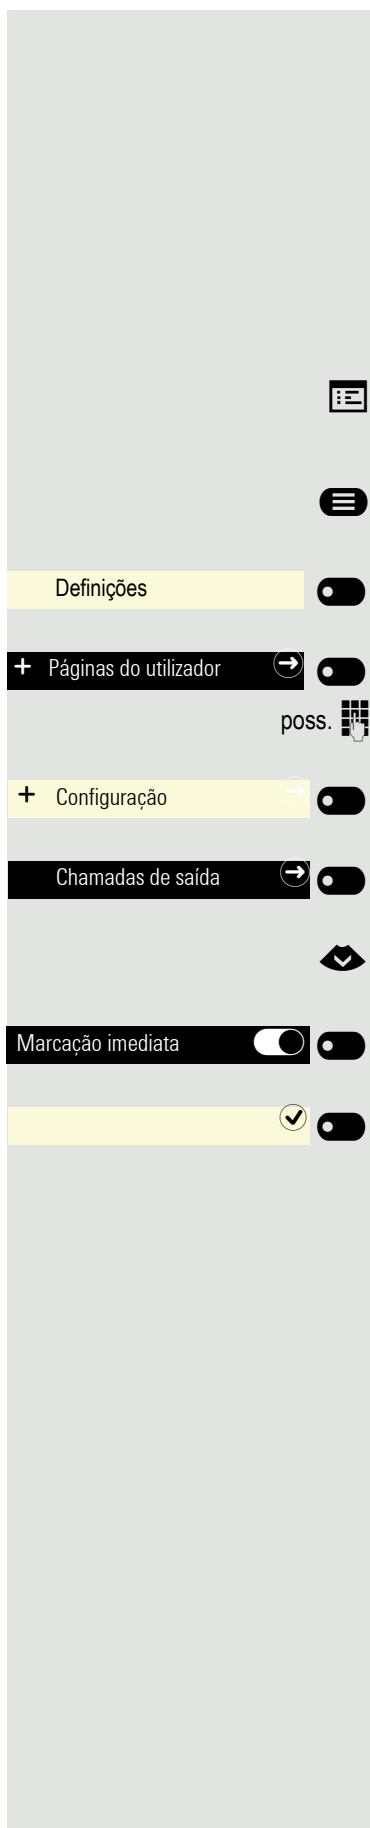 Definições
+ Páginas do utilizador
poss.
+ Configuração
Chamadas de saída
Marcação imediata